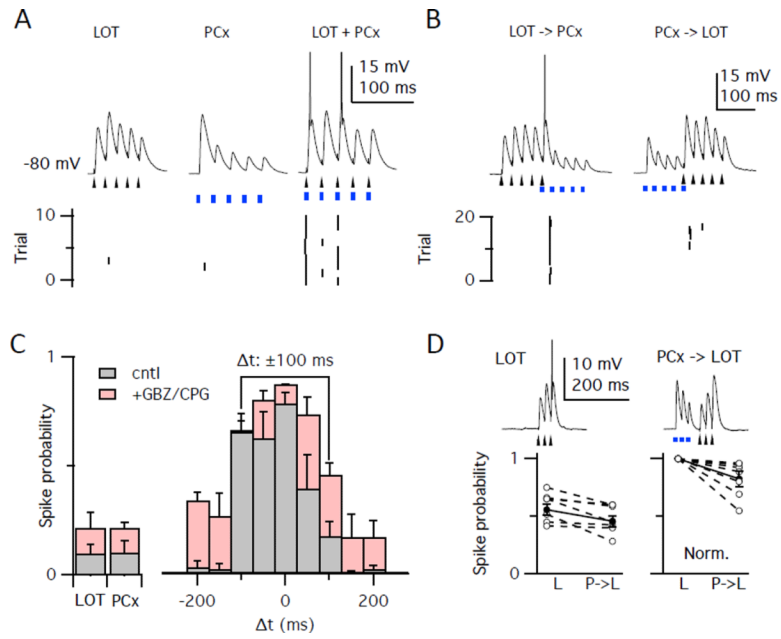 A
LOT
PCx
LOT + PCx
15 mV
100 ms
-80 mV
10
Trial
0
B
LOT -> PCx
PCx -> LOT
15 mV
100 ms
20
Trial
0
C
1
Δt: ±100 ms
cntl
+GBZ/CPG
Spike probability
0
LOT PCx
-200 0 200
Δt (ms)
D
LOT
PCx -> LOT
10 mV
200 ms
1 1
Spike probability
Norm.
0 0
L P->L L P->L